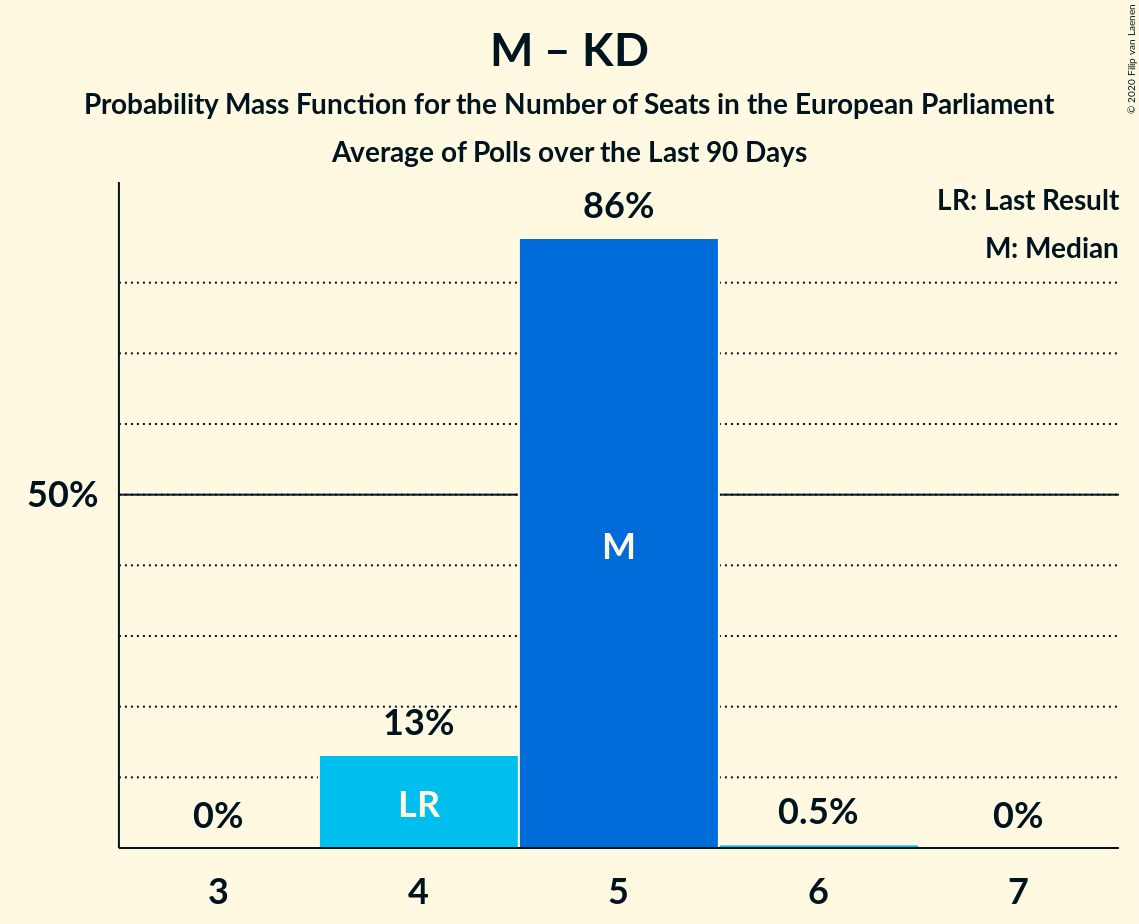 M – KD
Probability Mass Function for the Number of Seats in the European Parliament
Average of Polls over the Last 90 Days
© 2020 Filip van Laenen
LR: Last Result
M: Median
86%
50%
M
13%
LR
0%
0.5%
0%
3 4 5 6 7